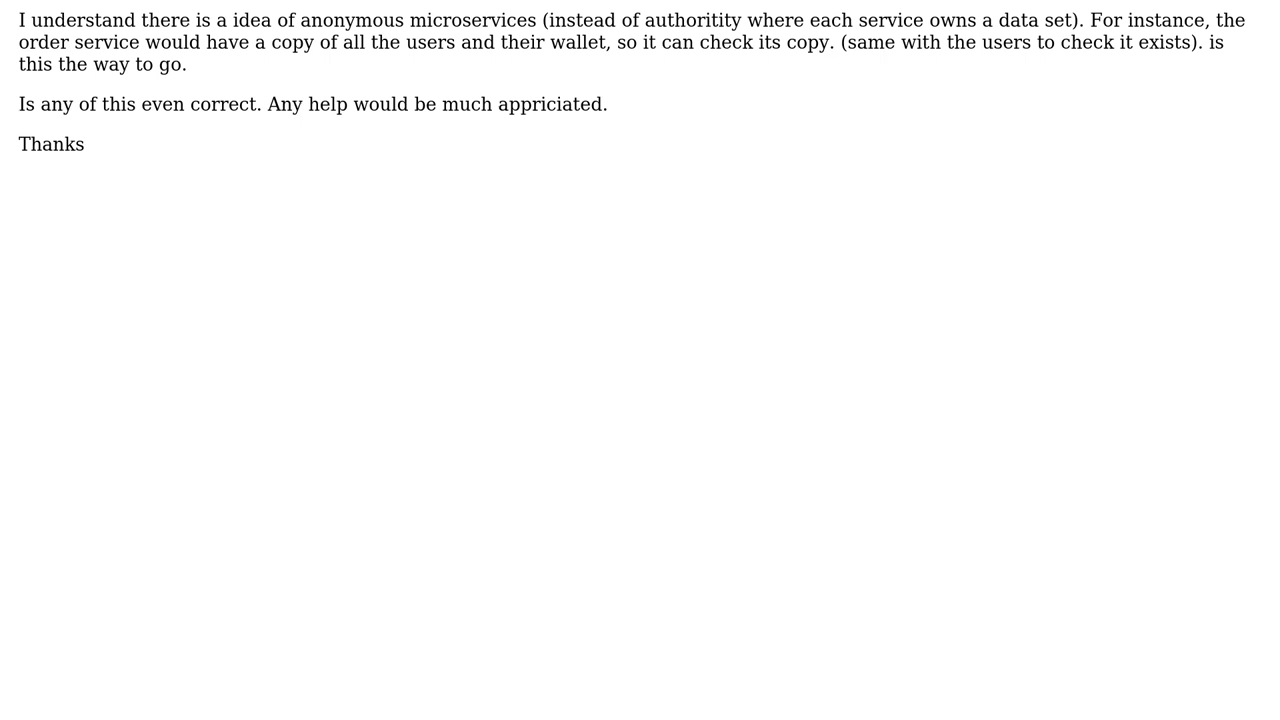 I understand there is a idea of anonymous microservices (instead of authoritity where each service owns a data set). For instance, the
order service would have a copy of all the users and their wallet, so it can check its copy. (same with the users to check it exists). is
this the way to go.
Is any of this even correct. Any help would be much appriciated.
Thanks